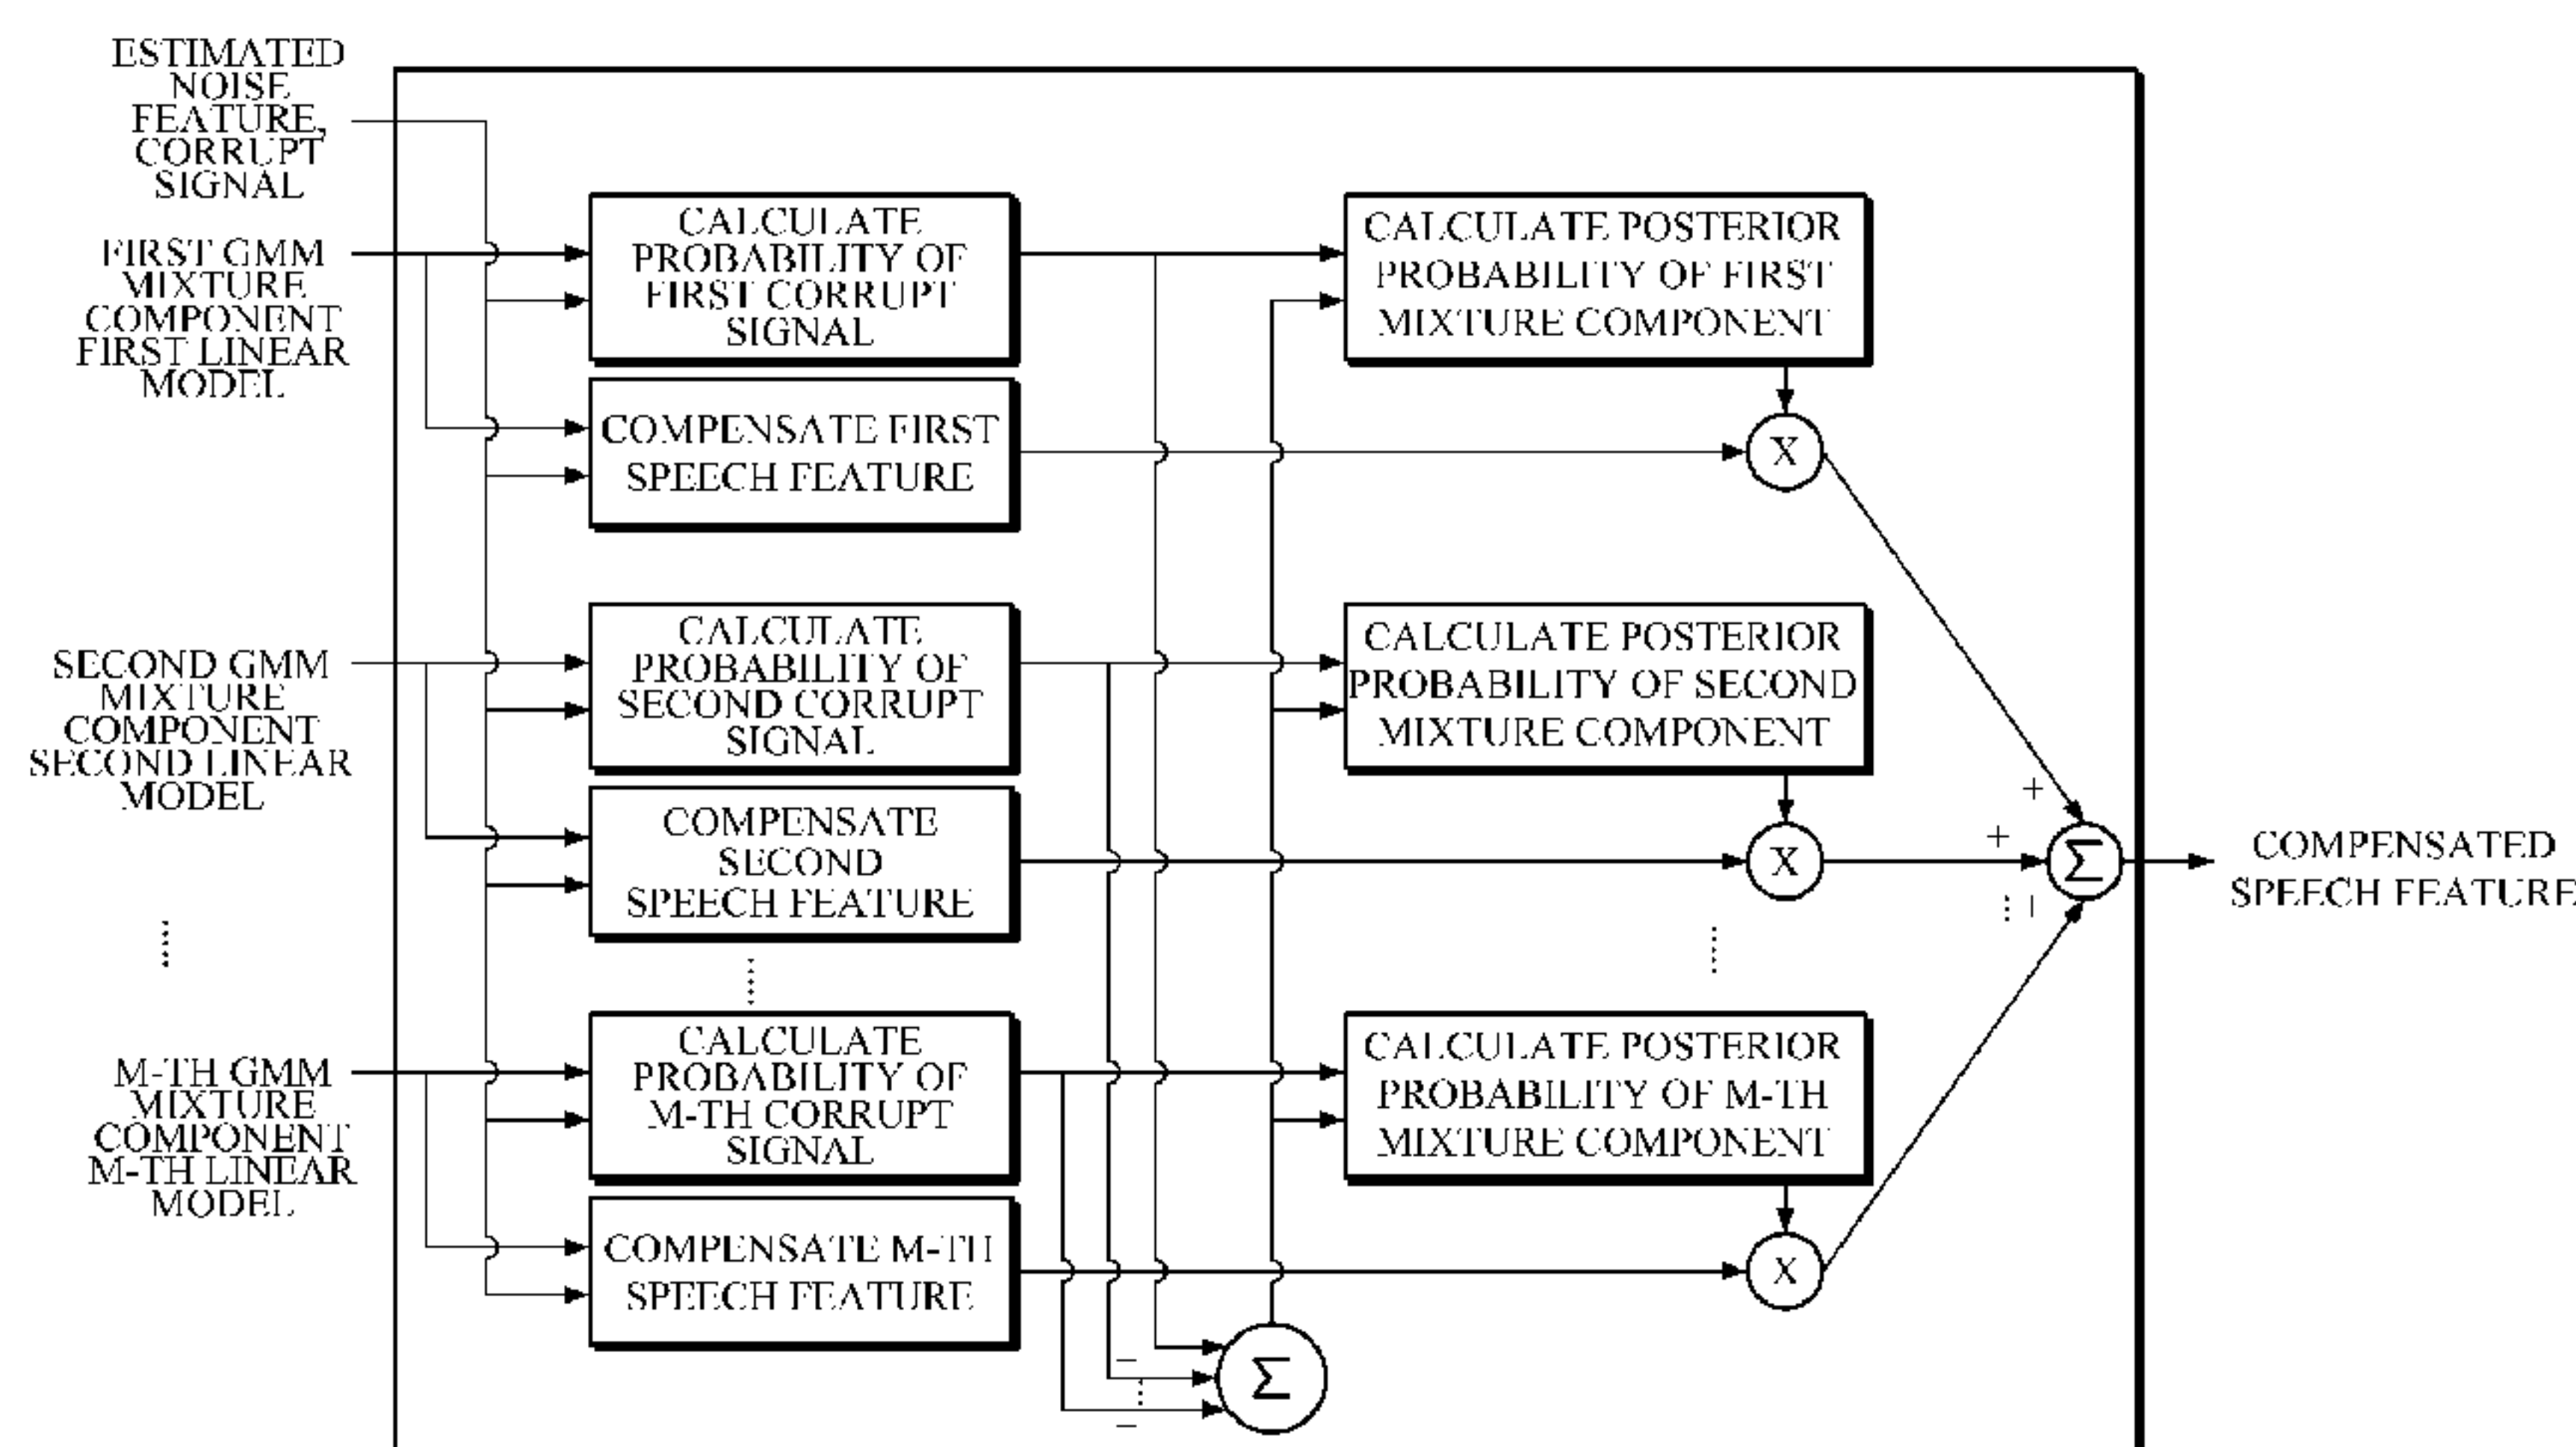 ESTIMATED
NOISE
FEATURE,
CORRUPT
SIGNAL
FIRST GMM
MIXTURE
COMPONENT
FIRST LINEAR
MODEL
CALCULATE
PROBABILITY OF
FIRST CORRUPT
SIGNAL
CALCULATE POSTERIOR
PROBABILITY OF FIRST
MIXTURE COMPONENT
COMPENSATE FIRST
SPEECH FEATURE
X
SECOND GMM
MIXTURE
COMPONENT
SECOND LINEAR
MODEL
CALCULATE
PROBABILITY OF
SECOND CORRUPT
SIGNAL
CALCULATE POSTERIOR
PROBABILITY OF SECOND
MIXTURE COMPONENT
COMPENSATE
SECOND
SPEECH FEATURE
X
+
+
+
Σ
COMPENSATED
SPEECH FEATURE
M-TH GMM
MIXTURE
COMPONENT
M-TH LINEAR
MODEL
CALCULATE
PROBABILITY OF
M-TH CORRUPT
SIGNAL
CALCULATE POSTERIOR
PROBABILITY OF M-TH
MIXTURE COMPONENT
COMPENSATE M-TH
SPEECH FEATURE
X
Σ